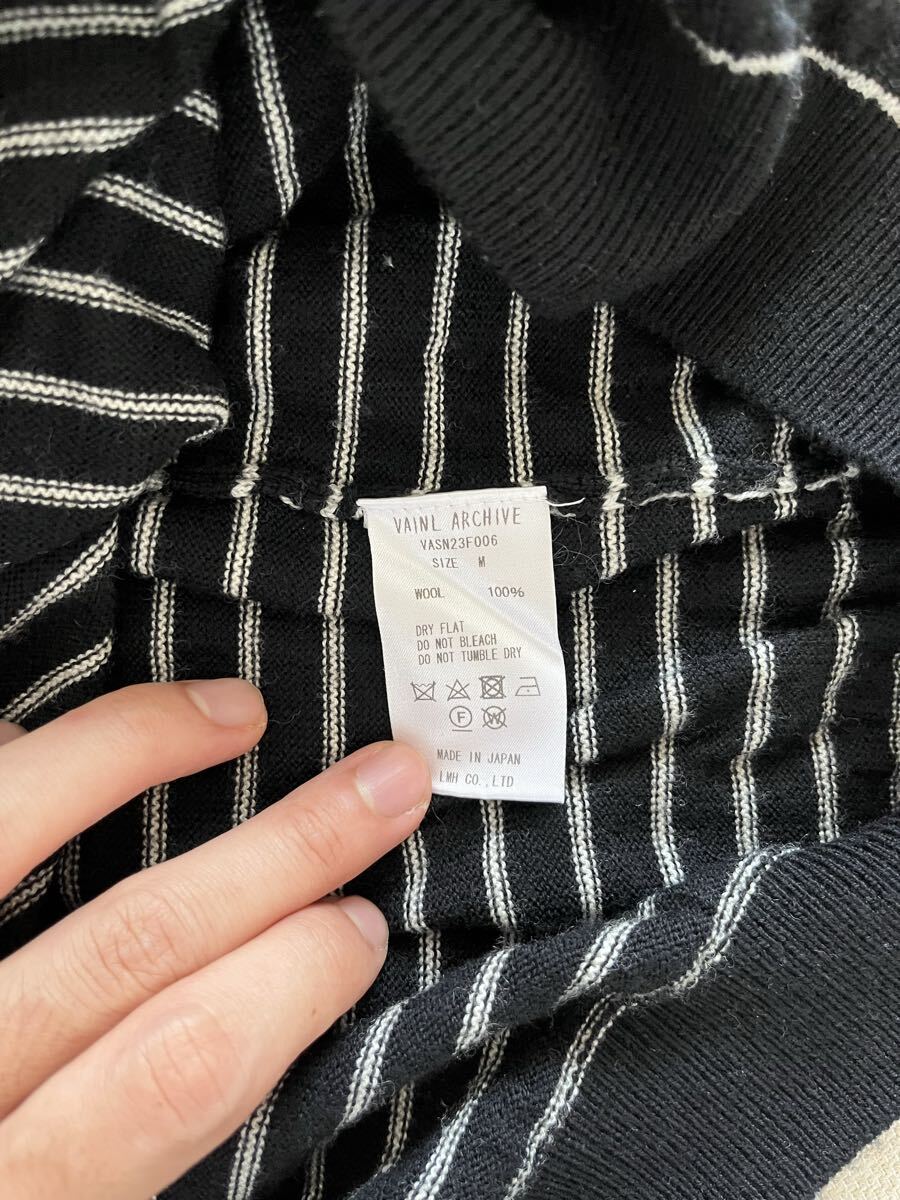 VAINL ARCHIVE
VASN23F006
SIZE M
WOOL 100%
DRY FLAT
DO NOT BLEACH
DO NOT TUMBLE DRY
F W
MADE IN JAPAN
LMH CO.,LTD